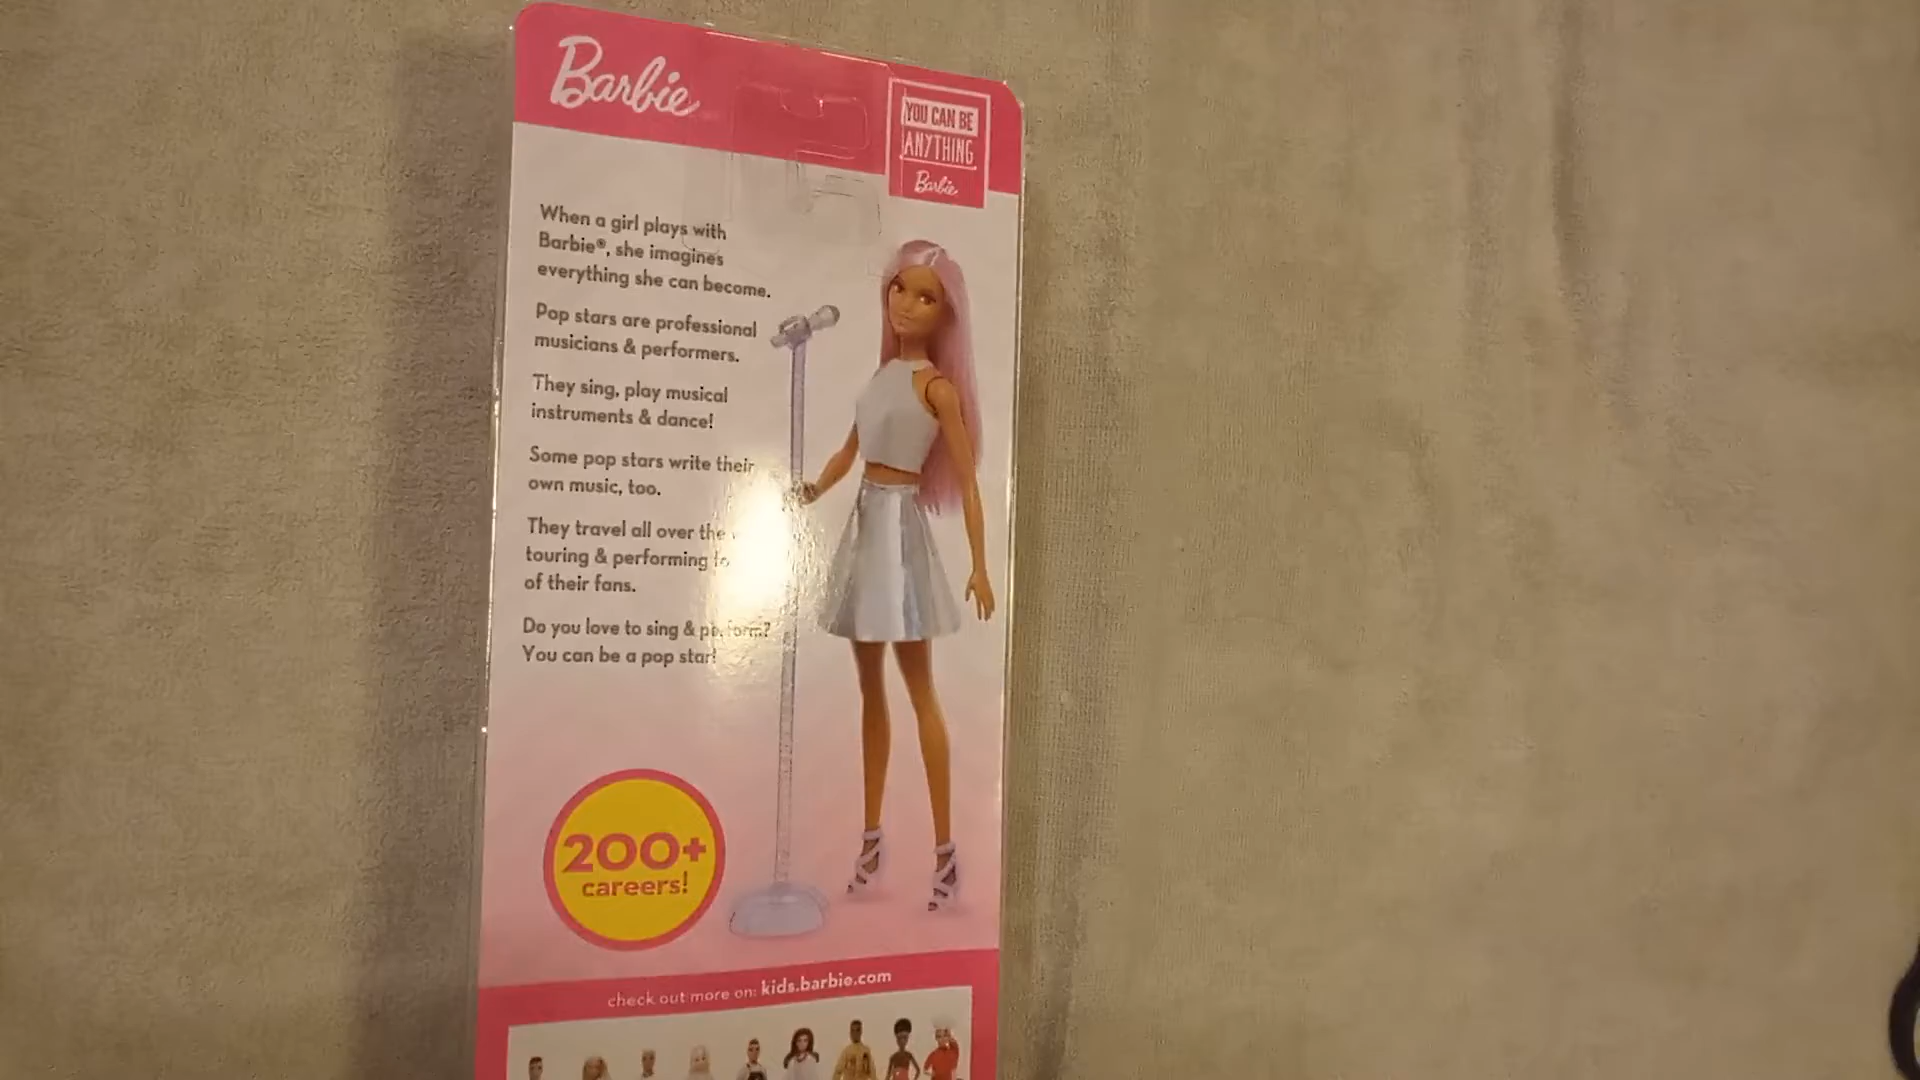 Barbie
YOU CAN BE
ANYTHING
Barbie
When a girl plays with
Barbie®, she imagines
everything she can become.
Pop stars are professional
musicians & performers.
They sing, play musical
instruments & dance!
Some pop stars write their
own music, too.
They travel all over the
touring & performing to
of their fans.
Do you love to sing & perform?
You can be a pop star!
200+
careers!
check out more on: kids.barbie.com